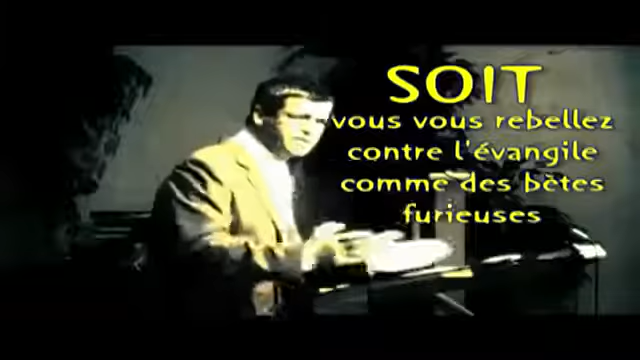 SOIT
vous vous rebellez
contre l'évangile
comme des bêtes
furieuses